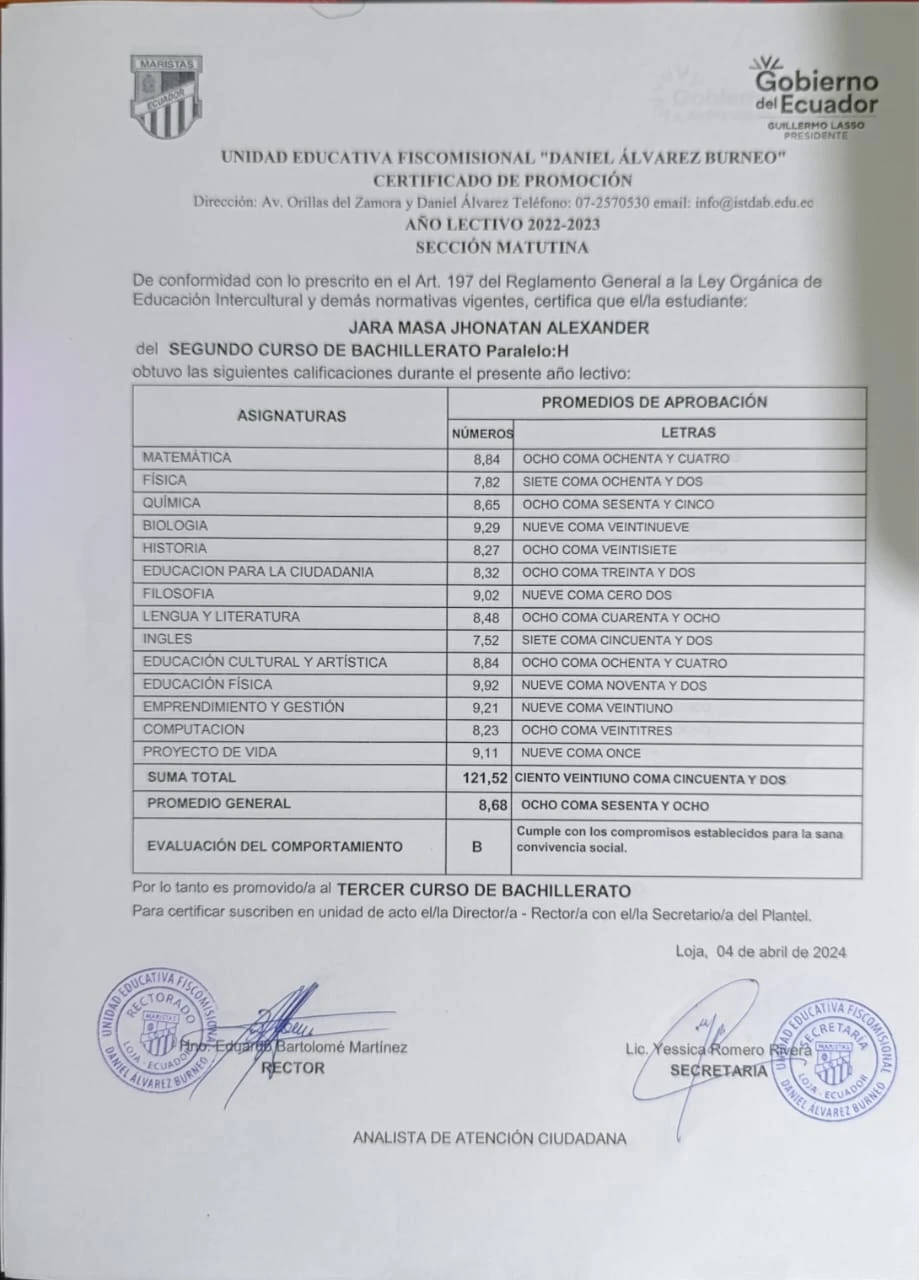 MARISTAS
ECUADOR
Gobierno
del Ecuador
GUILLERMO LASSO
PRESIDENTE
UNIDAD EDUCATIVA FISCOMISIONAL "DANIEL ÁLVAREZ BURNEO"
CERTIFICADO DE PROMOCIÓN
Dirección: Av. Orillas del Zamora y Daniel Álvarez Teléfono: 07-2570530 email: info@istdab.edu.ec
AÑO LECTIVO 2022-2023
SECCIÓN MATUTINA
De conformidad con lo prescrito en el Art. 197 del Reglamento General a la Ley Orgánica de
Educación Intercultural y demás normativas vigentes, certifica que el/la estudiante:
JARA MASA JHONATAN ALEXANDER
del SEGUNDO CURSO DE BACHILLERATO Paralelo:H
obtuvo las siguientes calificaciones durante el presente año lectivo:
ASIGNATURAS
PROMEDIOS DE APROBACIÓN
NÚMEROS LETRAS
MATEMÁTICA 8,84 OCHO COMA OCHENTA Y CUATRO
FÍSICA 7,82 SIETE COMA OCHENTA Y DOS
QUÍMICA 8,65 OCHO COMA SESENTA Y CINCO
BIOLOGIA 9,29 NUEVE COMA VEINTINUEVE
HISTORIA 8,27 OCHO COMA VEINTISIETE
EDUCACION PARA LA CIUDADANIA 8,32 OCHO COMA TREINTA Y DOS
FILOSOFIA 9,02 NUEVE COMA CERO DOS
LENGUA Y LITERATURA 8,48 OCHO COMA CUARENTA Y OCHO
INGLES 7,52 SIETE COMA CINCUENTA Y DOS
EDUCACIÓN CULTURAL Y ARTÍSTICA 8,84 OCHO COMA OCHENTA Y CUATRO
EDUCACIÓN FÍSICA 9,92 NUEVE COMA NOVENTA Y DOS
EMPRENDIMIENTO Y GESTIÓN 9,21 NUEVE COMA VEINTIUNO
COMPUTACION 8,23 OCHO COMA VEINTITRES
PROYECTO DE VIDA 9,11 NUEVE COMA ONCE
SUMA TOTAL 121,52 CIENTO VEINTIUNO COMA CINCUENTA Y DOS
PROMEDIO GENERAL 8,68 OCHO COMA SESENTA Y OCHO
EVALUACIÓN DEL COMPORTAMIENTO B Cumple con los compromisos establecidos para la sana
convivencia social.
Por lo tanto es promovido/a al TERCER CURSO DE BACHILLERATO
Para certificar suscriben en unidad de acto el/la Director/a - Rector/a con el/la Secretario/a del Plantel.
Loja, 04 de abril de 2024
UNIDAD EDUCATIVA FISCOMISIONAL
RECTORADO
MARISTAS
LOJA - ECUADOR
DANIEL ÁLVAREZ BURNEO
Hno. Edgardo Bartolomé Martínez
RECTOR
Lic. Yessica Romero Rivera
SECRETARIA
UNIDAD EDUCATIVA FISCOMISIONAL
SECRETARIA
MARISTAS
LOJA - ECUADOR
DANIEL ÁLVAREZ BURNEO
ANALISTA DE ATENCIÓN CIUDADANA